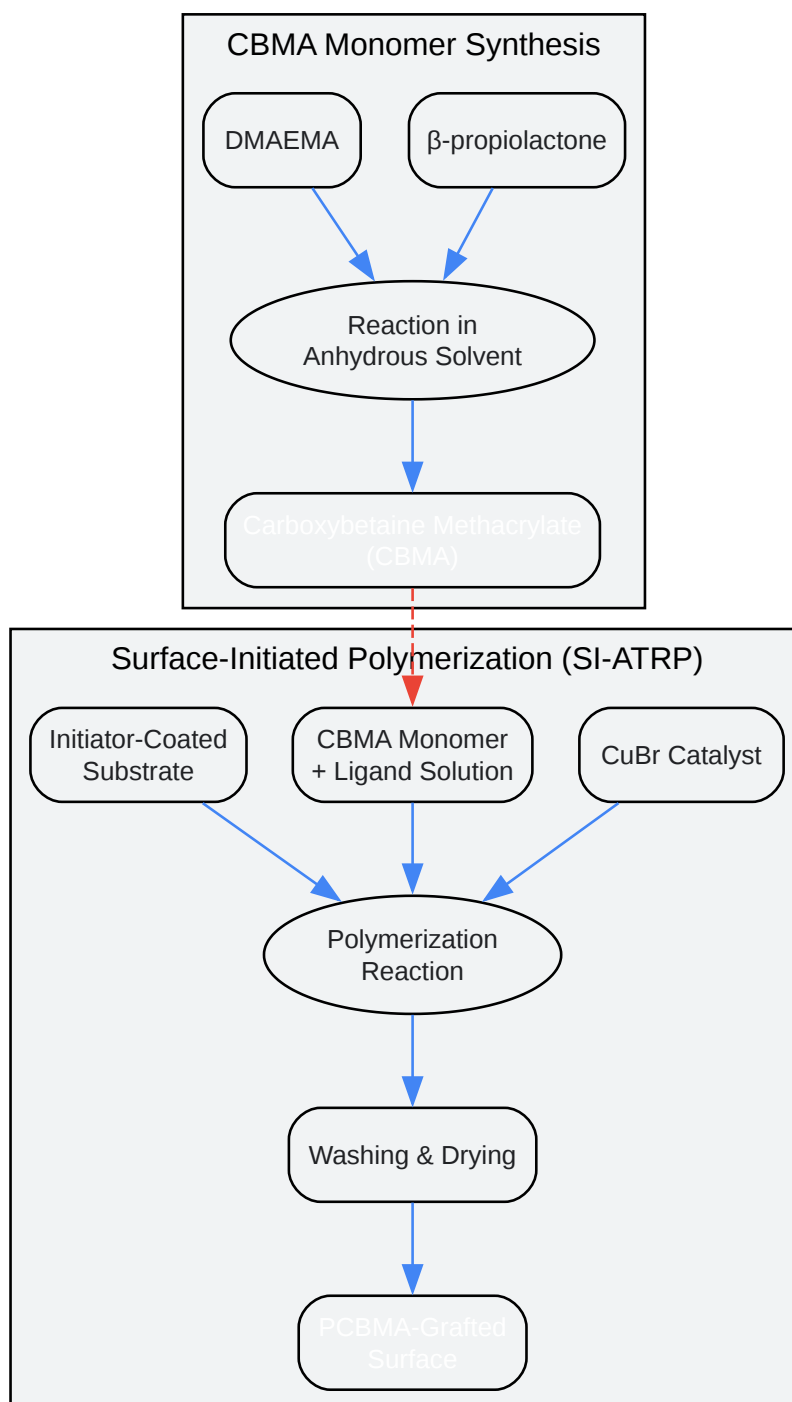 CBMA Monomer Synthesis
DMAEMA
β-propiolactone
Reaction in
Anhydrous Solvent
Carboxybetaine Methacrylate
(CBMA)
Surface-Initiated Polymerization (SI-ATRP)
Initiator-Coated
Substrate
CBMA Monomer
+ Ligand Solution
CuBr Catalyst
Polymerization
Reaction
Washing & Drying
PCBMA-Grafted
Surface